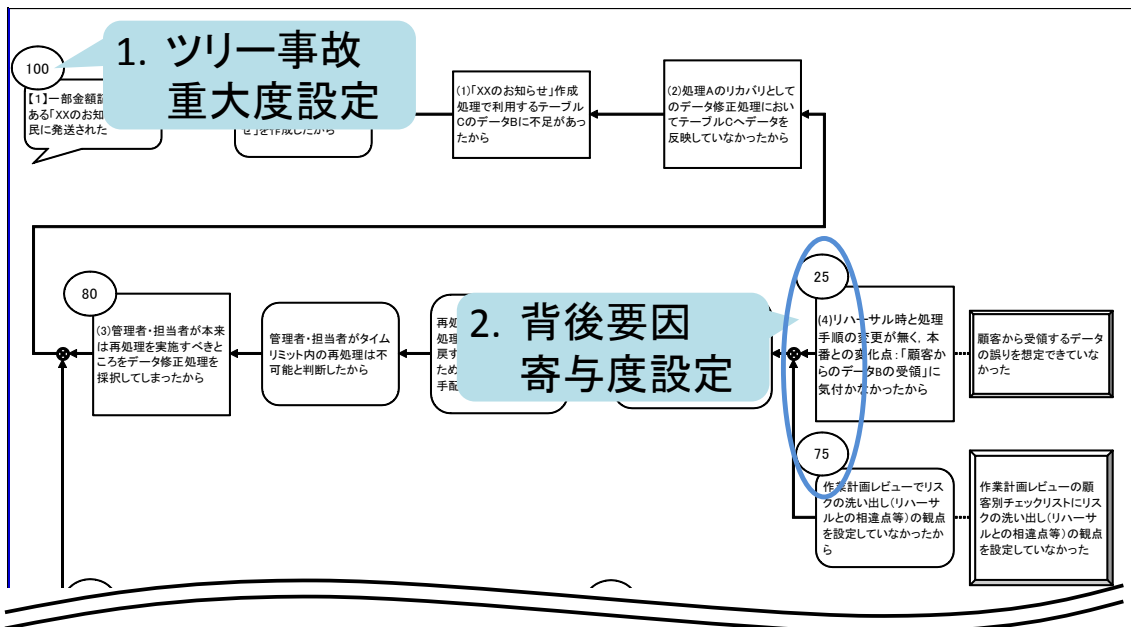 1. ツリー事故
重大度設定
100
【1】一部金額
ある「XXのお知
民に発送された
せ」を作成したから
(1)「XXのお知らせ」作成
処理で利用するテーブル
CのデータBに不足があっ
たから
(2)処理Aのリカバリとして
のデータ修正処理におい
てテーブルCへデータを
反映していなかったから
80
(3)管理者・担当者が本来
は再処理を実施すべきと
ころをデータ修正処理を
採択してしまったから
管理者・担当者がタイム
リミット内の再処理は不
可能と判断したから
再処
処理
戻す
ため
手配
2. 背後要因
寄与度設定
25
(4)リハーサル時と処理
手順の変更が無く、本
番との変化点：「顧客か
らのデータBの受領」に
気付かなかったから
顧客から受領するデータ
の誤りを想定できていな
かった
75
作業計画レビューでリス
クの洗い出し(リハーサ
ルとの相違点等)の観点
を設定していなかったか
ら
作業計画レビューの顧
客別チェックリストにリス
クの洗い出し(リハーサ
ルとの相違点等)の観点
を設定していなかった